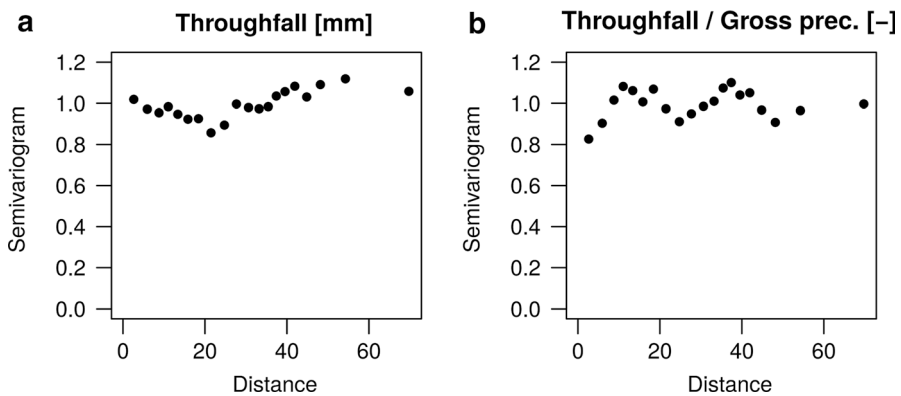 a
Throughfall [mm]
Semivariogram
1.2
1.0
0.8
0.6
0.4
0.2
0.0
0 20 40 60
Distance
b
Throughfall / Gross prec. [−]
Semivariogram
1.2
1.0
0.8
0.6
0.4
0.2
0.0
0 20 40 60
Distance